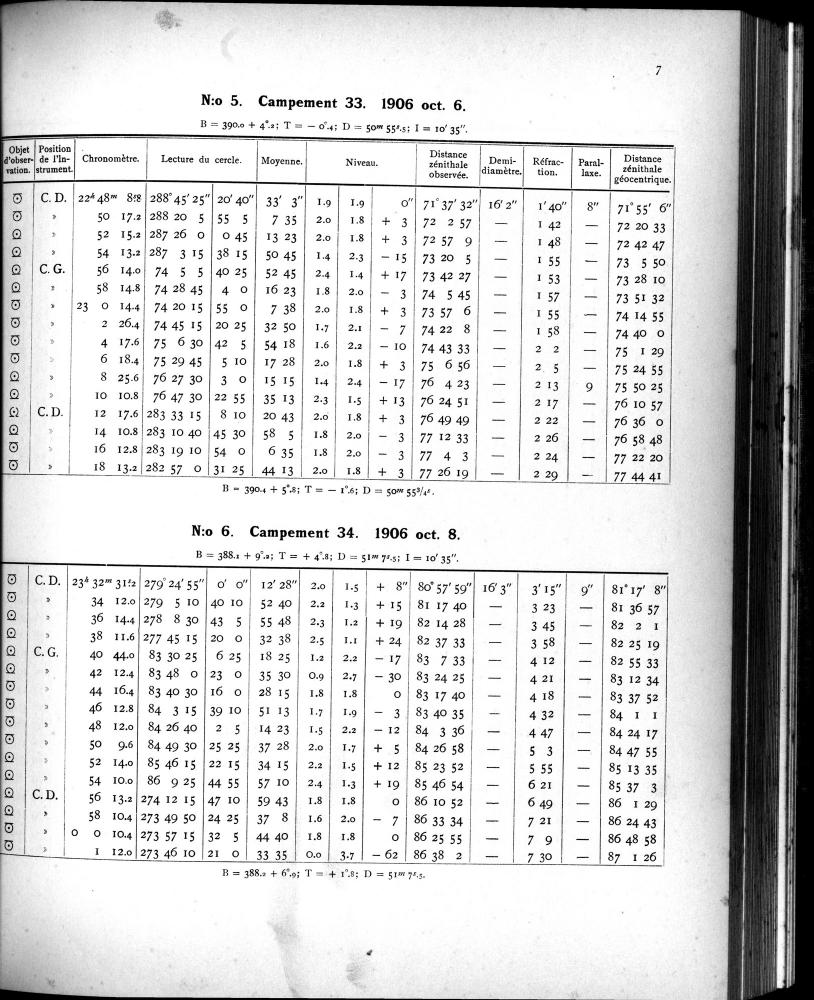 7
N:o 5. Campement 33. 1906 oct. 6.
B = 390.0 + 4°.2; T = − 0°.4; D = 50m 55s.5; I = 10′ 35″.
Objet d'observation. Position de l'Instrument. Chronomètre. Lecture du cercle. Moyenne. Niveau. Distance zénithale observée. Demi-diamètre. Réfraction. Parallaxe. Distance zénithale géocentrique.
C. D. 22h 48m 8s.8 288° 45′ 25″ 20′ 40″ 33′ 3″ 1.9 1.9 0″ 71° 37′ 32″ 16′ 2″ 1′ 40″ 8″ 71° 55′ 6″
» 50 17.2 288 20 5 55 5 7 35 2.0 1.8 + 3 72 2 57 — 1 42 — 72 20 33
» 52 15.2 287 26 0 0 45 13 23 2.0 1.8 + 3 72 57 9 — 1 48 — 72 42 47
» 54 13.2 287 3 15 38 15 50 45 1.4 2.3 − 15 73 20 5 — 1 55 — 73 5 50
C. G. 56 14.0 74 5 5 40 25 52 45 2.4 1.4 + 17 73 42 27 — 1 53 — 73 28 10
» 58 14.8 74 28 45 4 0 16 23 1.8 2.0 − 3 74 5 45 — 1 57 — 73 51 32
» 23 0 14.4 74 20 15 55 0 7 38 2.0 1.8 + 3 73 57 6 — 1 55 — 74 14 55
» 2 26.4 74 45 15 20 25 32 50 1.7 2.1 − 7 74 22 8 — 1 58 — 74 40 0
» 4 17.6 75 6 30 42 5 54 18 1.6 2.2 − 10 74 43 33 — 2 2 — 75 1 29
» 6 18.4 75 29 45 5 10 17 28 2.0 1.8 + 3 75 6 56 — 2 5 — 75 24 55
» 8 25.6 76 27 30 3 0 15 15 1.4 2.4 − 17 76 4 23 — 2 13 9 75 50 25
» 10 10.8 76 47 30 22 55 35 13 2.3 1.5 + 13 76 24 51 — 2 17 — 76 10 57
C. D. 12 17.6 283 33 15 8 10 20 43 2.0 1.8 + 3 76 49 49 — 2 22 — 76 36 0
» 14 10.8 283 10 40 45 30 58 5 1.8 2.0 − 3 77 12 33 — 2 26 — 76 58 48
» 16 12.8 283 19 10 54 0 6 35 1.8 2.0 − 3 77 4 3 — 2 24 — 77 22 20
» 18 13.2 282 57 0 31 25 44 13 2.0 1.8 + 3 77 26 19 — 2 29 — 77 44 41
B = 390.4 + 5°.8; T = − 1°.6; D = 50m 55 3/4s.
N:o 6. Campement 34. 1906 oct. 8.
B = 388.1 + 9°.2; T = + 4°.8; D = 51m 7s.5; I = 10′ 35″.
C. D. 23h 32m 31s.2 279° 24′ 55″ 0′ 0″ 12′ 28″ 2.0 1.5 + 8″ 80° 57′ 59″ 16′ 3″ 3′ 15″ 9″ 81° 17′ 8″
» 34 12.0 279 5 10 40 10 52 40 2.2 1.3 + 15 81 17 40 — 3 23 — 81 36 57
» 36 14.4 278 8 30 43 5 55 48 2.3 1.2 + 19 82 14 28 — 3 45 — 82 2 1
» 38 11.6 277 45 15 20 0 32 38 2.5 1.1 + 24 82 37 33 — 3 58 — 82 25 19
C. G. 40 44.0 83 30 25 6 25 18 25 1.2 2.2 − 17 83 7 33 — 4 12 — 82 55 33
» 42 12.4 83 48 0 23 0 35 30 0.9 2.7 − 30 83 24 25 — 4 21 — 83 12 34
» 44 16.4 83 40 30 16 0 28 15 1.8 1.8 0 83 17 40 — 4 18 — 83 37 52
» 46 12.8 84 3 15 39 10 51 13 1.7 1.9 − 3 83 40 35 — 4 32 — 84 1 1
» 48 12.0 84 26 40 2 5 14 23 1.5 2.2 − 12 84 3 36 — 4 47 — 84 24 17
» 50 9.6 84 49 30 25 25 37 28 2.0 1.7 + 5 84 26 58 — 5 3 — 84 47 55
» 52 14.0 85 46 15 22 15 34 15 2.2 1.5 + 12 85 23 52 — 5 55 — 85 13 35
» 54 10.0 86 9 25 44 55 57 10 2.4 1.3 + 19 85 46 54 — 6 21 — 85 37 3
C. D. 56 13.2 274 12 15 47 10 59 43 1.8 1.8 0 86 10 52 — 6 49 — 86 1 29
» 58 10.4 273 49 50 24 25 37 8 1.6 2.0 − 7 86 33 34 — 7 21 — 86 24 43
» 0 0 10.4 273 57 15 32 5 44 40 1.8 1.8 0 86 25 55 — 7 9 — 86 48 58
» 1 12.0 273 46 10 21 0 33 35 0.0 3.7 − 62 86 38 2 — 7 30 — 87 1 26
B = 388.2 + 6°.9; T = + 1°.8; D = 51m 7s.5.